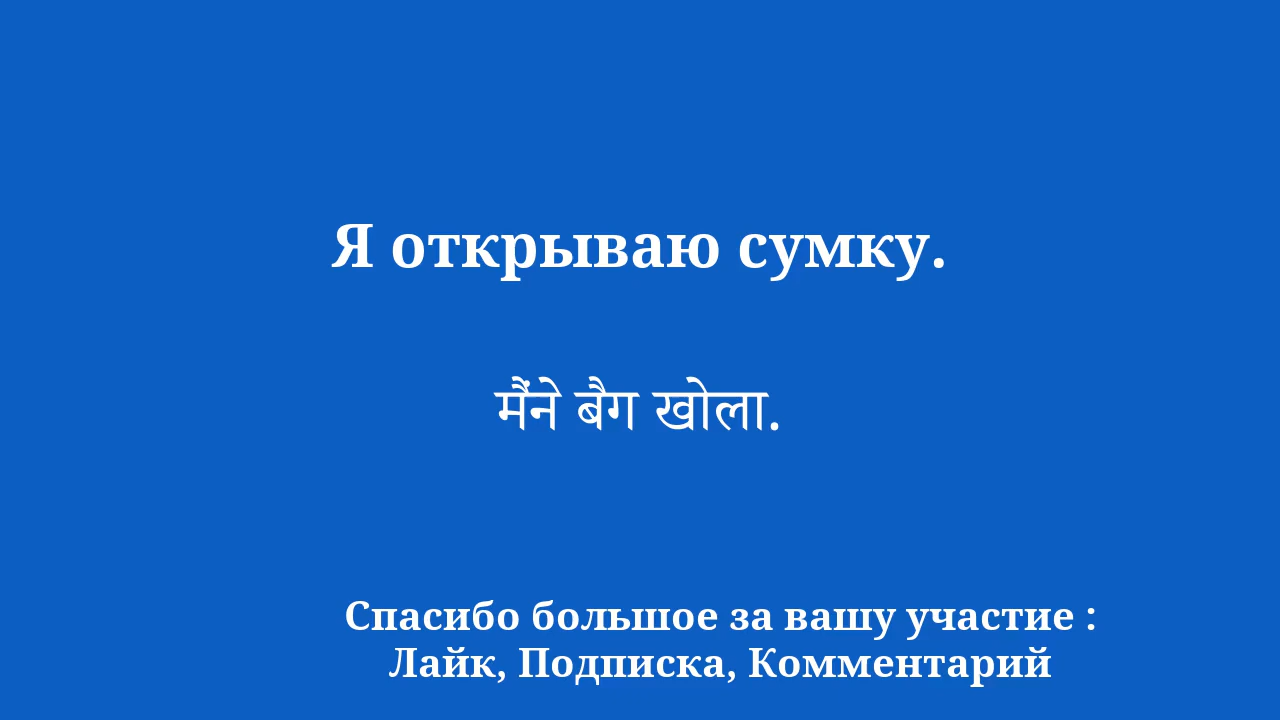 Я открываю сумку.
मैंने बैग खोला.
Спасибо большое за вашу участие :
Лайк, Подписка, Комментарий